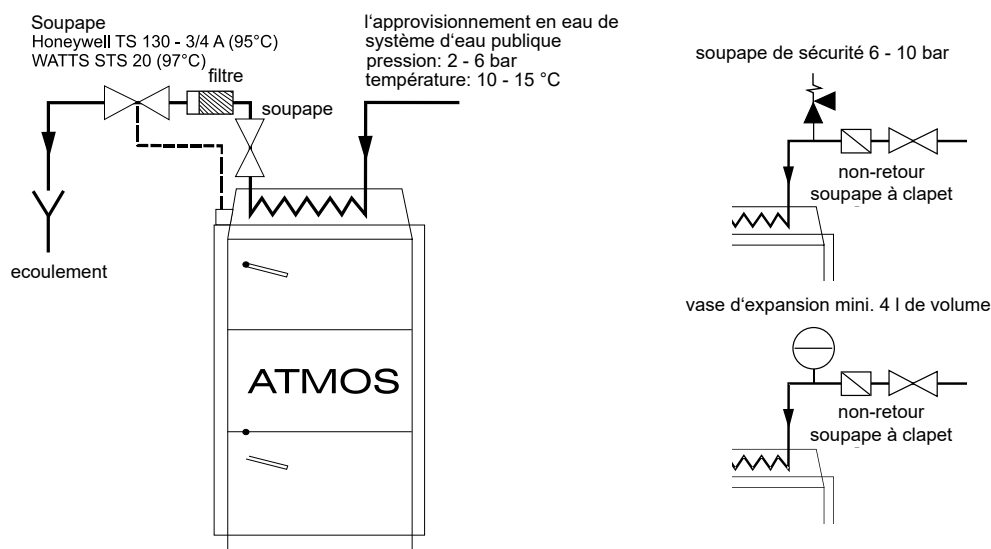 Soupape
Honeywell TS 130 - 3/4 A (95°C)
WATTS STS 20 (97°C)
filtre
soupape
ecoulement
l'approvisionnement en eau de
système d'eau publique
pression: 2 - 6 bar
température: 10 - 15 °C
ATMOS
soupape de sécurité 6 - 10 bar
non-retour
soupape à clapet
vase d'expansion mini. 4 l de volume
non-retour
soupape à clapet